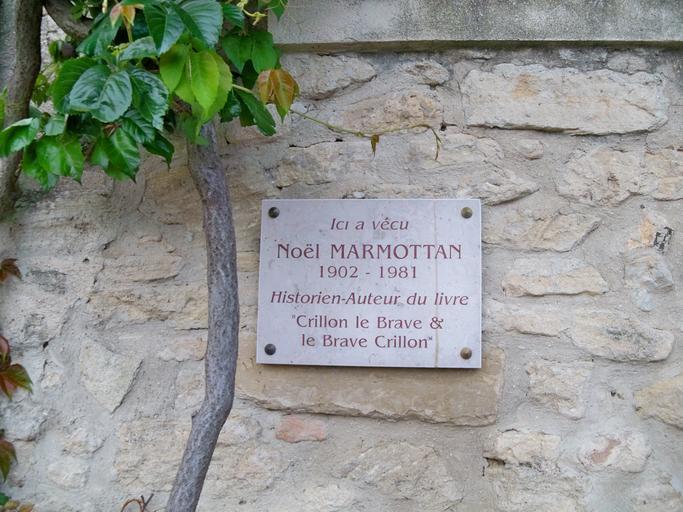 Ici a vécu
Noël MARMOTTAN
1902 - 1981
Historien-Auteur du livre
"Crillon le Brave &
le Brave Crillon"